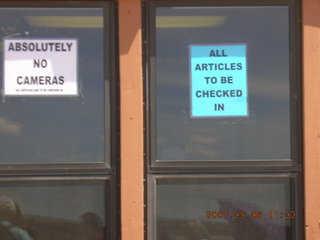 ABSOLUTELY
NO
CAMERAS
ALL
ARTICLES
TO BE
CHECKED
IN